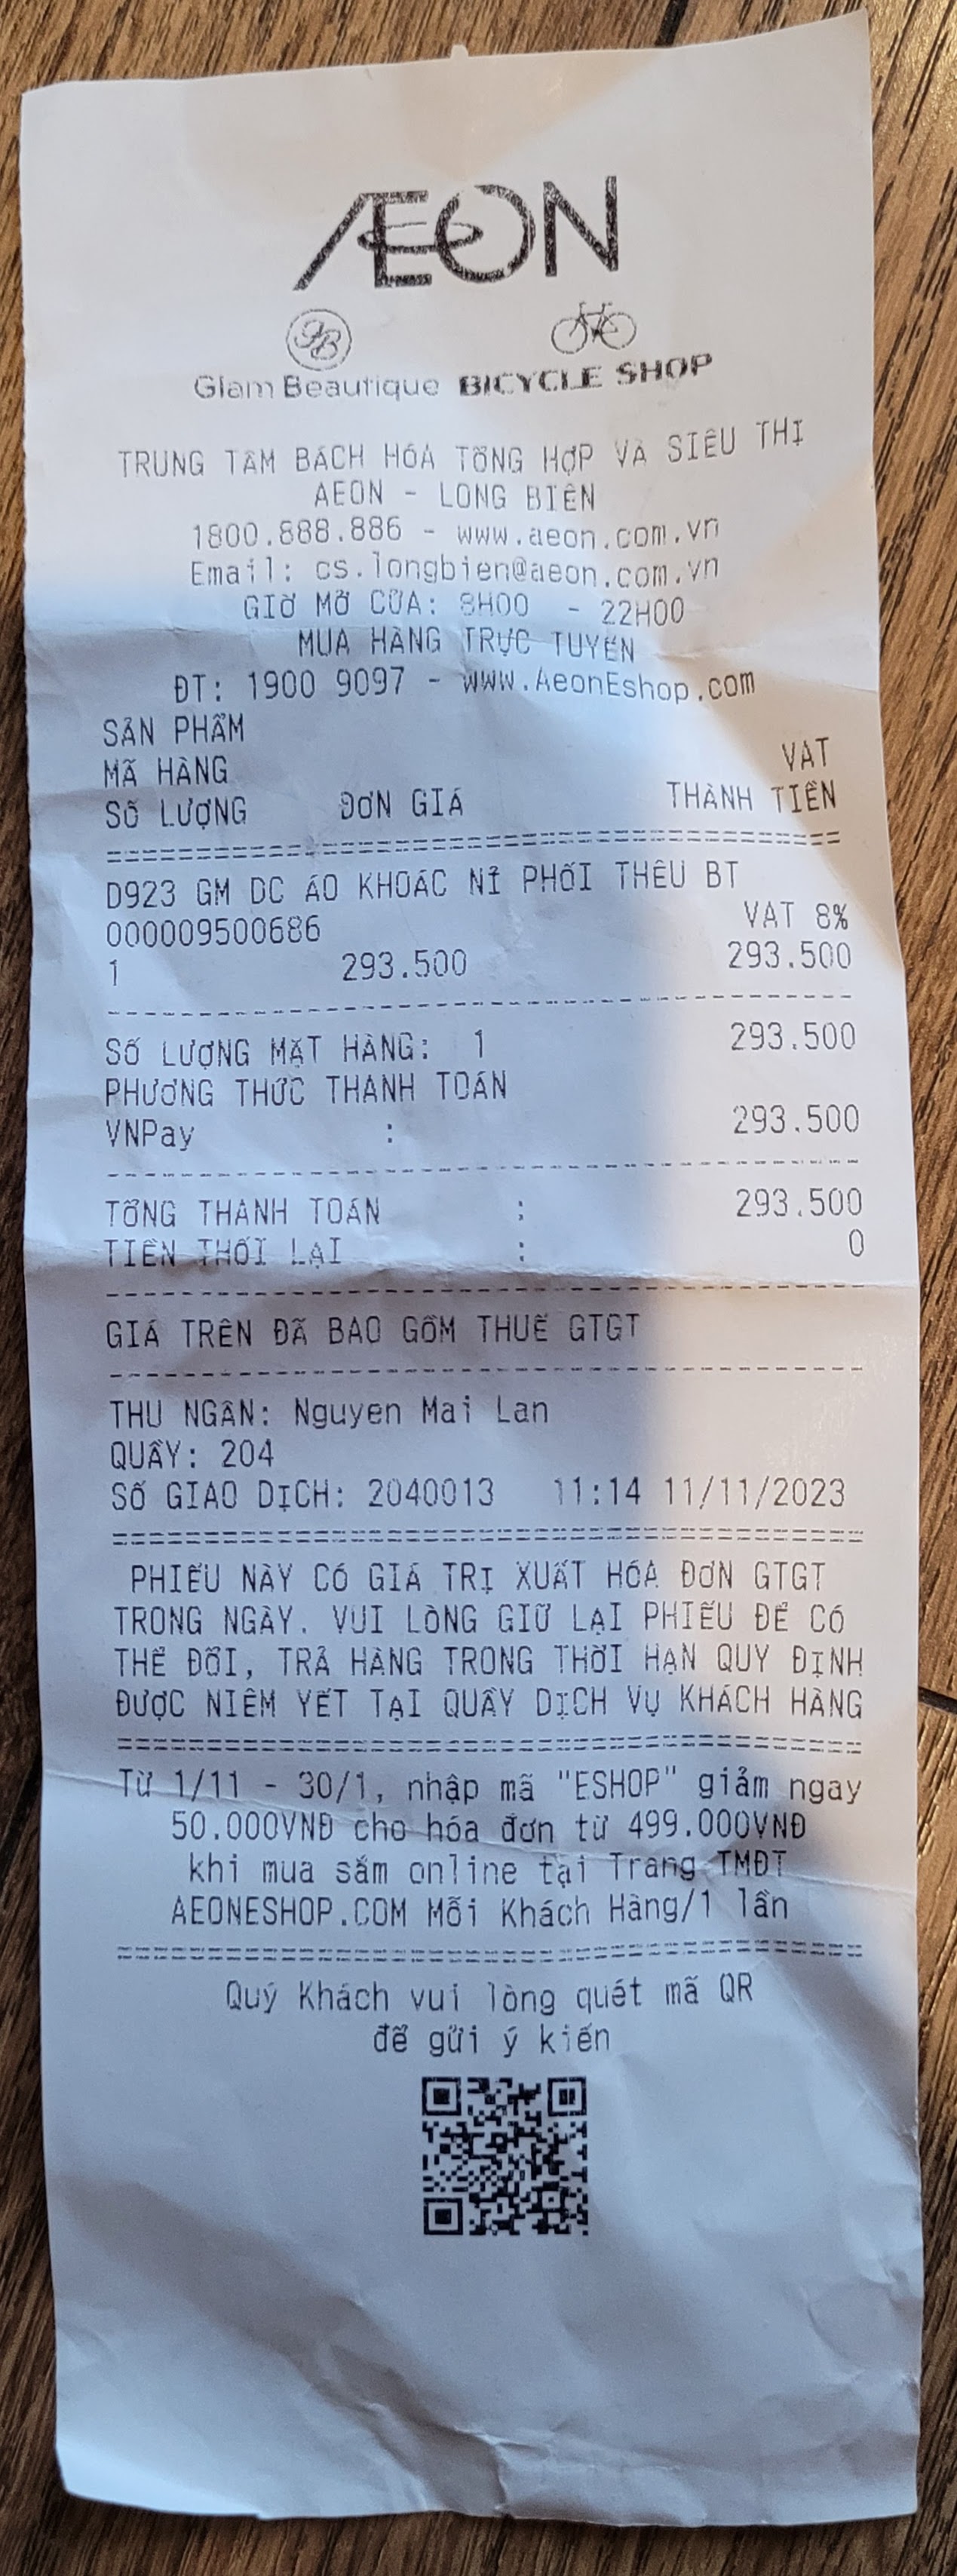 AEON
GB
Glam Beautique BICYCLE SHOP
TRUNG TÂM BÁCH HÓA TỔNG HỢP VÀ SIÊU THỊ
AEON - LONG BIÊN
1800.888.886 - www.aeon.com.vn
Email: cs.longbien@aeon.com.vn
GIỜ MỞ CỬA: 8H00 - 22H00
MUA HÀNG TRỰC TUYẾN
ĐT: 1900 9097 - www.AeonEshop.com
SẢN PHẨM
MÃ HÀNG VAT
SỐ LƯỢNG ĐƠN GIÁ THÀNH TIỀN
D923 GM DC ÁO KHOÁC NỈ PHỐI THÊU BT
000009500686 VAT 8%
1 293.500 293.500
SỐ LƯỢNG MẶT HÀNG: 1 293.500
PHƯƠNG THỨC THANH TOÁN
VNPay : 293.500
TỔNG THANH TOÁN : 293.500
TIỀN THỐI LẠI : 0
GIÁ TRÊN ĐÃ BAO GỒM THUẾ GTGT
THU NGÂN: Nguyen Mai Lan
QUẦY: 204
SỐ GIAO DỊCH: 2040013 11:14 11/11/2023
PHIẾU NÀY CÓ GIÁ TRỊ XUẤT HÓA ĐƠN GTGT
TRONG NGÀY. VUI LÒNG GIỮ LẠI PHIẾU ĐỂ CÓ
THỂ ĐỔI, TRẢ HÀNG TRONG THỜI HẠN QUY ĐỊNH
ĐƯỢC NIÊM YẾT TẠI QUẦY DỊCH VỤ KHÁCH HÀNG
Từ 1/11 - 30/1, nhập mã "ESHOP" giảm ngay
50.000VNĐ cho hóa đơn từ 499.000VNĐ
khi mua sắm online tại Trang TMĐT
AEONESHOP.COM Mỗi Khách Hàng/1 lần
Quý Khách vui lòng quét mã QR
để gửi ý kiến